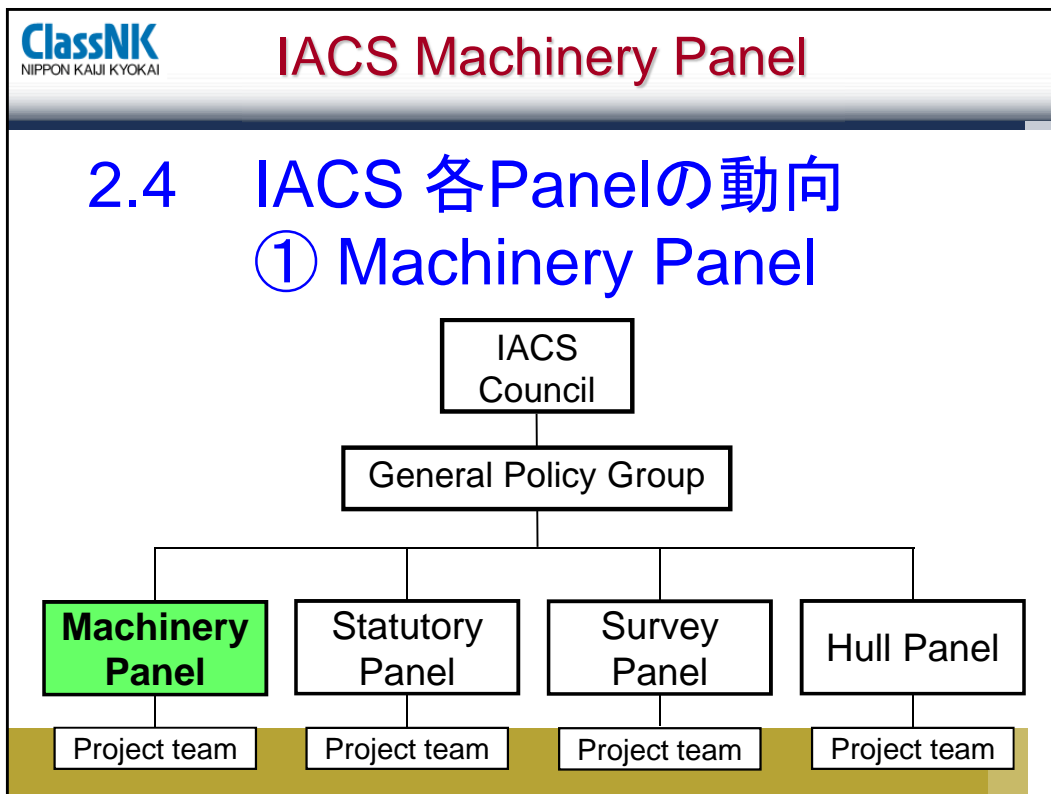 ClassNK
NIPPON KAIJI KYOKAI
IACS Machinery Panel
2.4 IACS 各Panelの動向
① Machinery Panel
IACS
Council
General Policy Group
Machinery
Panel
Statutory
Panel
Survey
Panel
Hull Panel
Project team
Project team
Project team
Project team